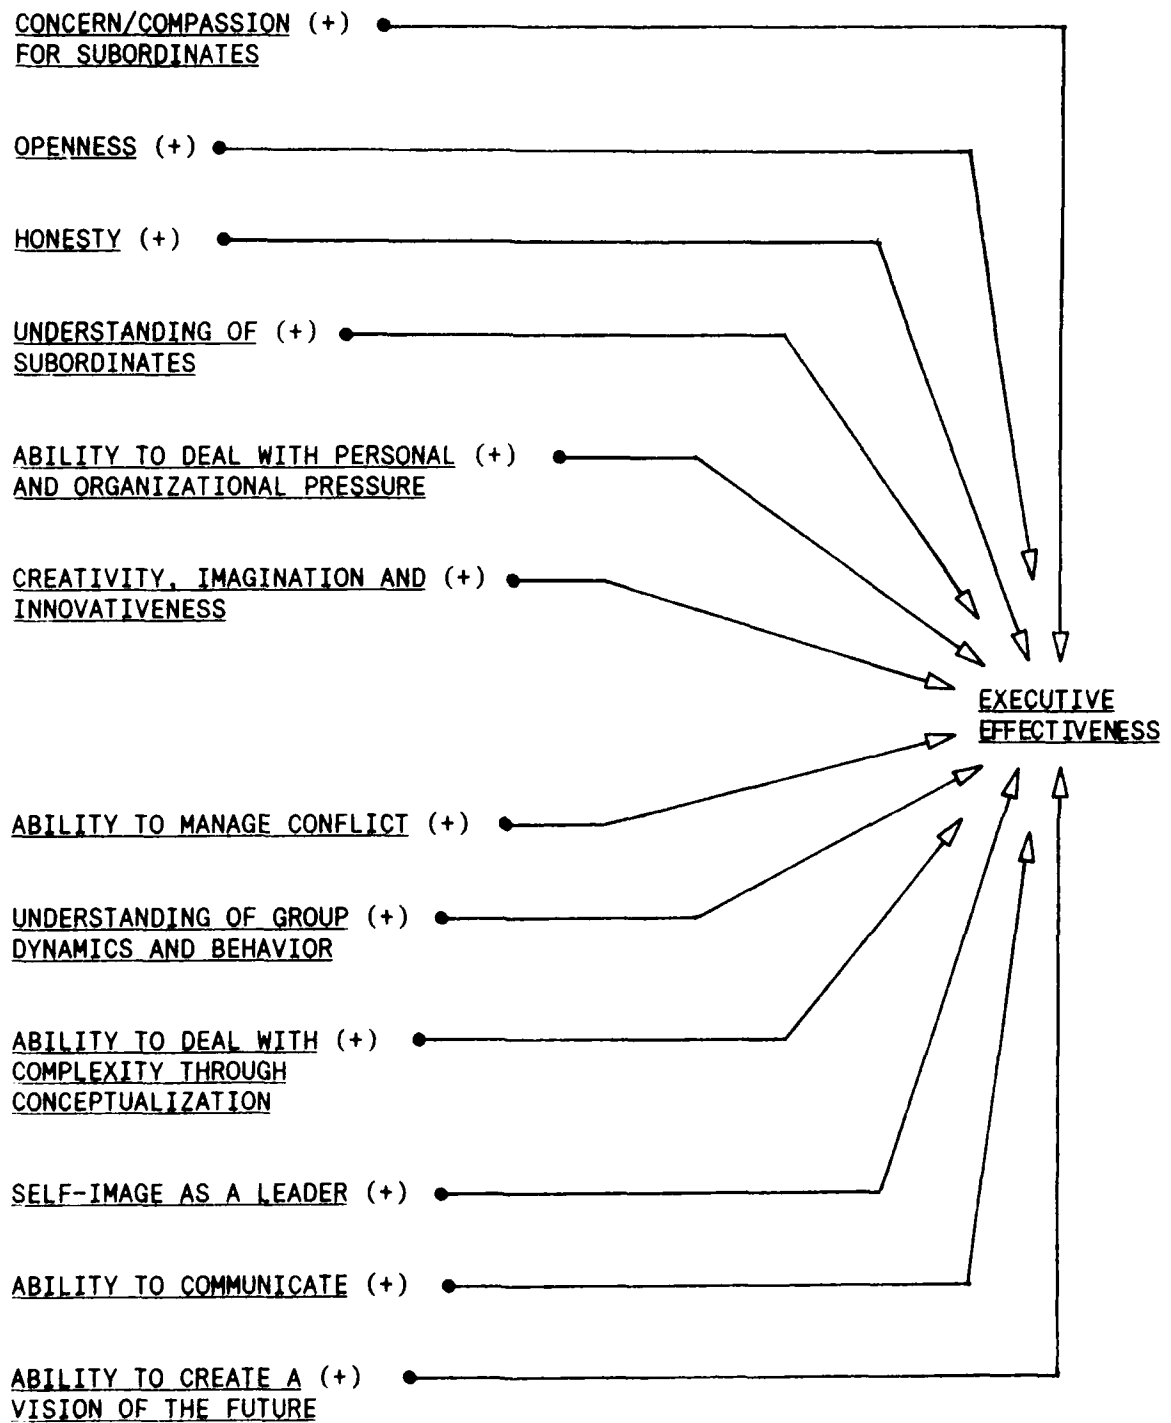 CONCERN/COMPASSION (+)
FOR SUBORDINATES
OPENNESS (+)
HONESTY (+)
UNDERSTANDING OF (+)
SUBORDINATES
ABILITY TO DEAL WITH PERSONAL (+)
AND ORGANIZATIONAL PRESSURE
CREATIVITY, IMAGINATION AND (+)
INNOVATIVENESS
EXECUTIVE
EFFECTIVENESS
ABILITY TO MANAGE CONFLICT (+)
UNDERSTANDING OF GROUP (+)
DYNAMICS AND BEHAVIOR
ABILITY TO DEAL WITH (+)
COMPLEXITY THROUGH
CONCEPTUALIZATION
SELF-IMAGE AS A LEADER (+)
ABILITY TO COMMUNICATE (+)
ABILITY TO CREATE A (+)
VISION OF THE FUTURE